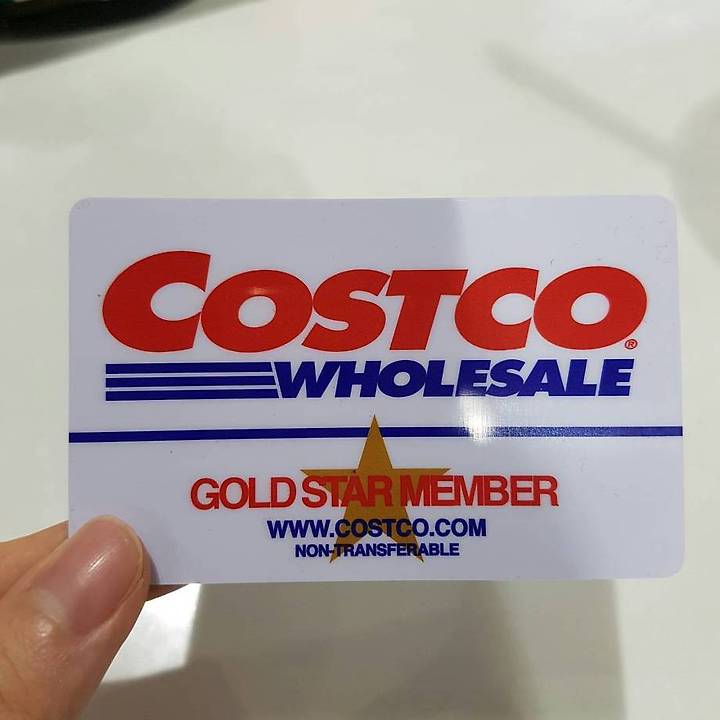 COSTCO®
WHOLESALE
GOLD STAR MEMBER
WWW.COSTCO.COM
NON-TRANSFERABLE